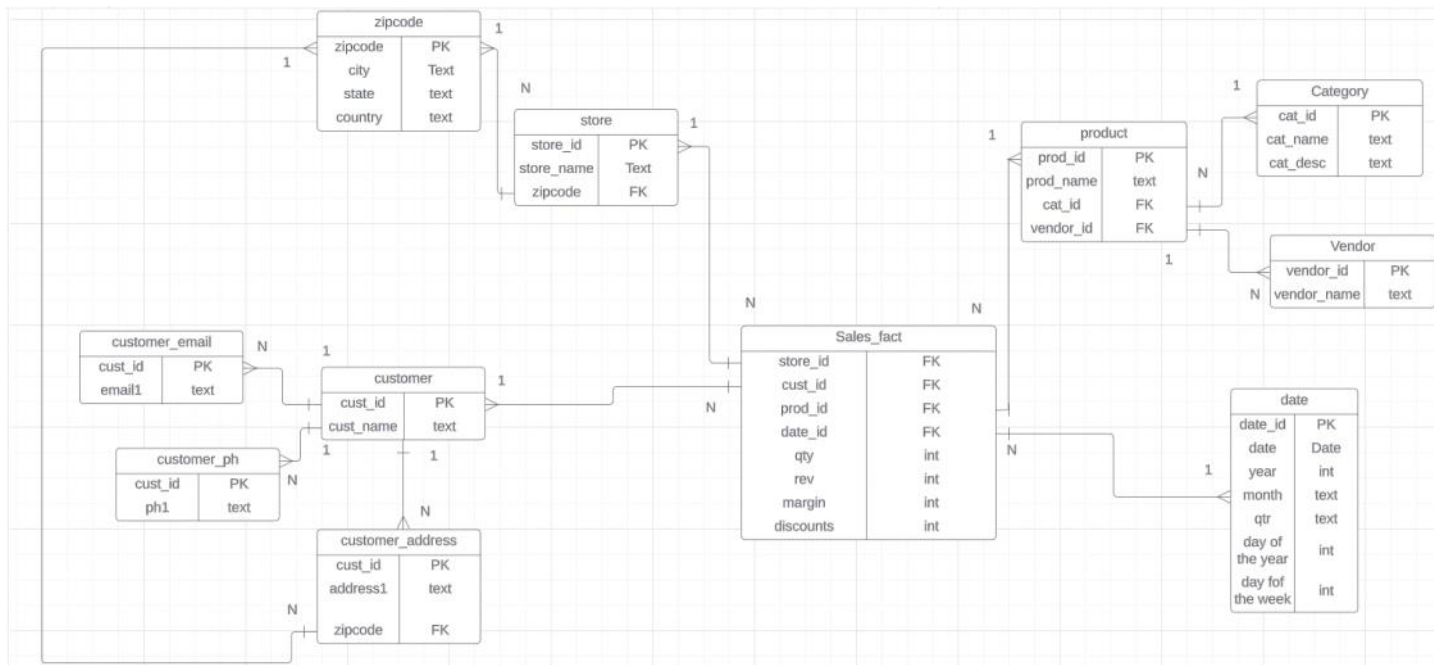 zipcode
zipcode PK
city Text
state text
country text
1
1
N
store
store_id PK
store_name Text
zipcode FK
1
1
product
prod_id PK
prod_name text
cat_id FK
vendor_id FK
1
Category
cat_id PK
cat_name text
cat_desc text
N
1
N
Vendor
vendor_id PK
vendor_name text
N
N
Sales_fact
store_id FK
cust_id FK
prod_id FK
date_id FK
qty int
rev int
margin int
discounts int
customer_email
cust_id PK
email1 text
N
1
customer
cust_id PK
cust_name text
1
N
customer_ph
cust_id PK
ph1 text
N
1
1
N
customer_address
cust_id PK
address1 text
zipcode FK
N
N
1
date
date_id PK
date Date
year int
month text
qtr text
day of
the year int
day fof
the week int